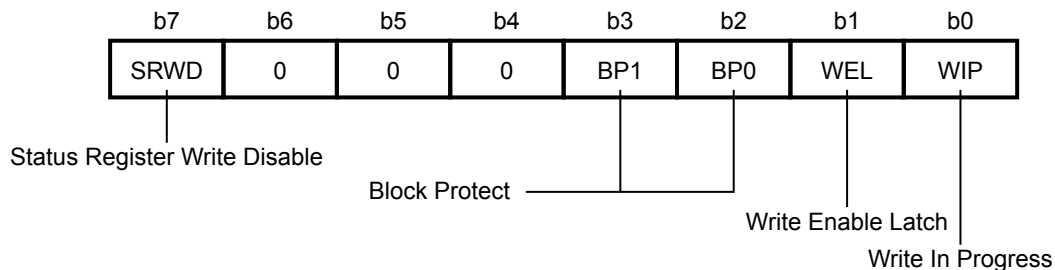 b7 b6 b5 b4 b3 b2 b1 b0
SRWD 0 0 0 BP1 BP0 WEL WIP
Status Register Write Disable
Block Protect
Write Enable Latch
Write In Progress